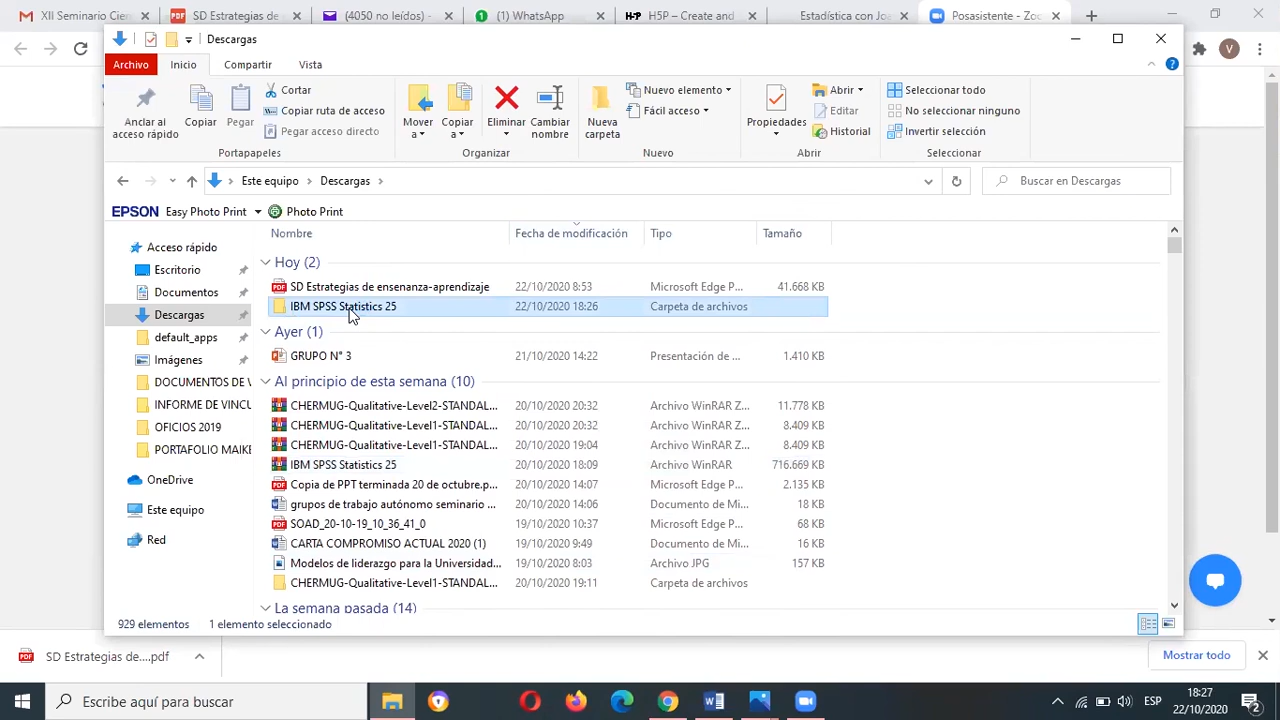 XII Seminario Cien
SD Estrategias de
(4050 no leídos)
WhatsApp
H5P – Create and
Estadística con Joa
Posasistente - Zoo
Descargas
Archivo
Inicio
Compartir
Vista
Anclar al acceso rápido
Copiar
Pegar
Cortar
Copiar ruta de acceso
Pegar acceso directo
Portapapeles
Mover a
Copiar a
Eliminar
Cambiar nombre
Organizar
Nueva carpeta
Nuevo elemento
Fácil acceso
Nuevo
Propiedades
Abrir
Editar
Historial
Abrir
Seleccionar todo
No seleccionar ninguno
Invertir selección
Seleccionar
Este equipo > Descargas >
Buscar en Descargas
EPSON Easy Photo Print Photo Print
Nombre Fecha de modificación Tipo Tamaño
Acceso rápido
Escritorio
Documentos
Descargas
default_apps
Imágenes
DOCUMENTOS DE V
INFORME DE VINCU
OFICIOS 2019
PORTAFOLIO MAIKE
OneDrive
Este equipo
Red
Hoy (2)
SD Estrategias de ensenanza-aprendizaje 22/10/2020 8:53 Microsoft Edge P... 41.668 KB
IBM SPSS Statistics 25 22/10/2020 18:26 Carpeta de archivos
Ayer (1)
GRUPO N° 3 21/10/2020 14:22 Presentación de ... 1.410 KB
Al principio de esta semana (10)
CHERMUG-Qualitative-Level2-STANDAL... 20/10/2020 20:32 Archivo WinRAR Z... 11.778 KB
CHERMUG-Qualitative-Level1-STANDAL... 20/10/2020 20:32 Archivo WinRAR Z... 8.409 KB
CHERMUG-Qualitative-Level1-STANDAL... 20/10/2020 19:04 Archivo WinRAR Z... 8.409 KB
IBM SPSS Statistics 25 20/10/2020 18:09 Archivo WinRAR 716.669 KB
Copia de PPT terminada 20 de octubre.p... 20/10/2020 14:07 Microsoft Edge P... 2.135 KB
grupos de trabajo autónomo seminario ... 20/10/2020 14:06 Documento de Mi... 18 KB
SOAD_20-10-19_10_36_41_0 19/10/2020 10:37 Microsoft Edge P... 68 KB
CARTA COMPROMISO ACTUAL 2020 (1) 19/10/2020 9:49 Documento de Mi... 16 KB
Modelos de liderazgo para la Universidad... 19/10/2020 8:03 Archivo JPG 157 KB
CHERMUG-Qualitative-Level1-STANDAL... 20/10/2020 19:11 Carpeta de archivos
La semana pasada (14)
929 elementos 1 elemento seleccionado
SD Estrategias de....pdf
Mostrar todo
Escribe aquí para buscar
ESP
18:27
22/10/2020
2
V